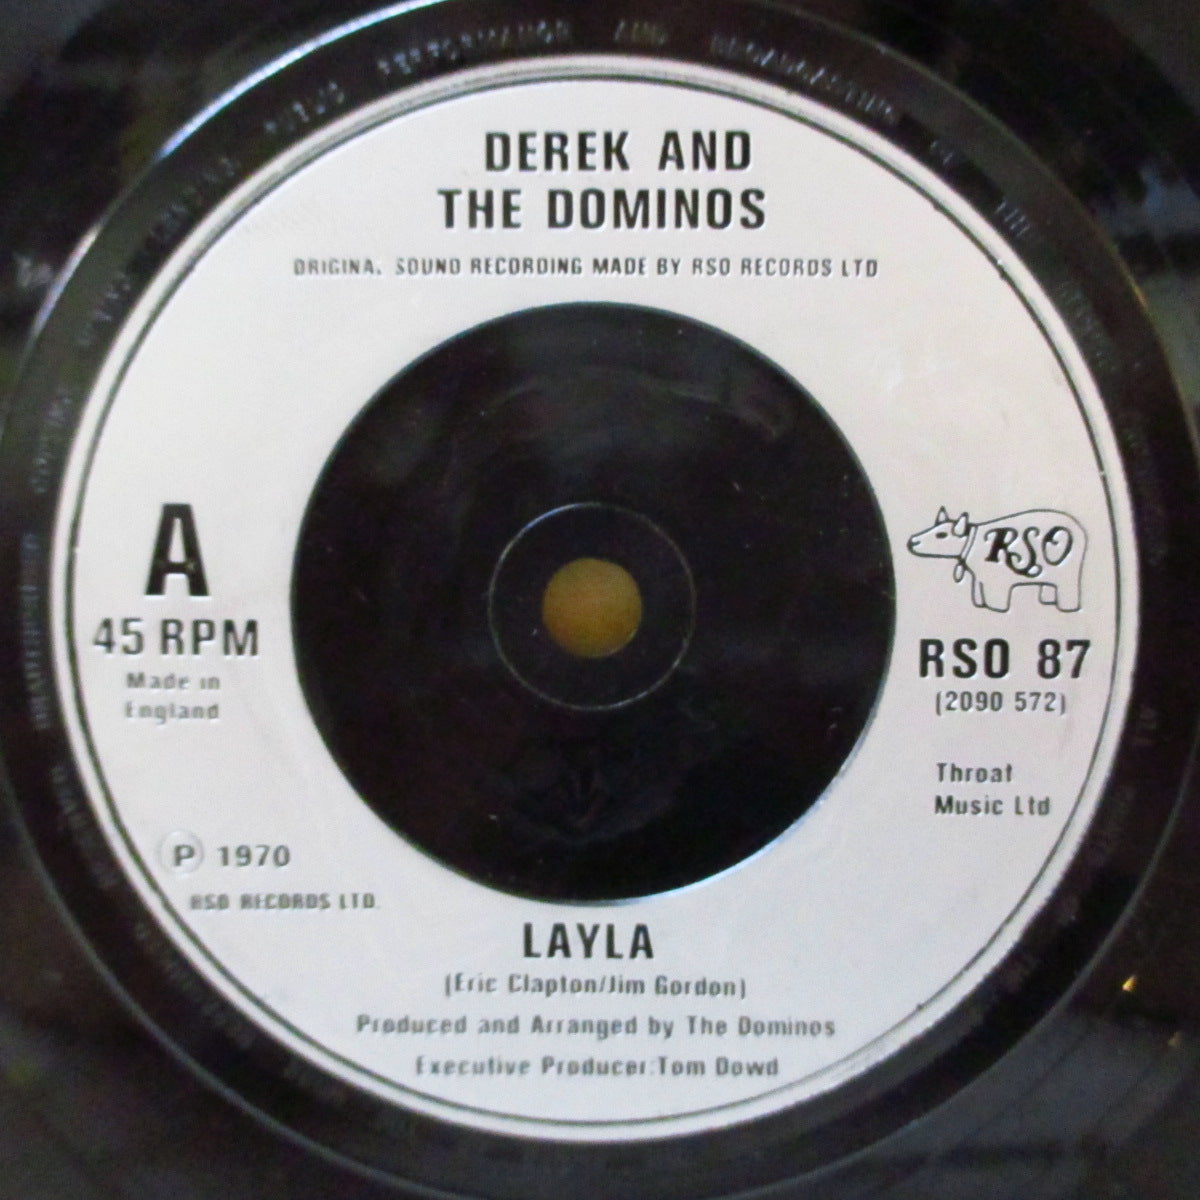 DEREK AND
THE DOMINOS
ORIGINAL SOUND RECORDING MADE BY RSO RECORDS LTD
A
45 RPM
Made in
England
RSO
RSO 87
(2090 572)
Throat
Music Ltd
P 1970
RSO RECORDS LTD.
LAYLA
(Eric Clapton/Jim Gordon)
Produced and Arranged by The Dominos
Executive Producer: Tom Dowd